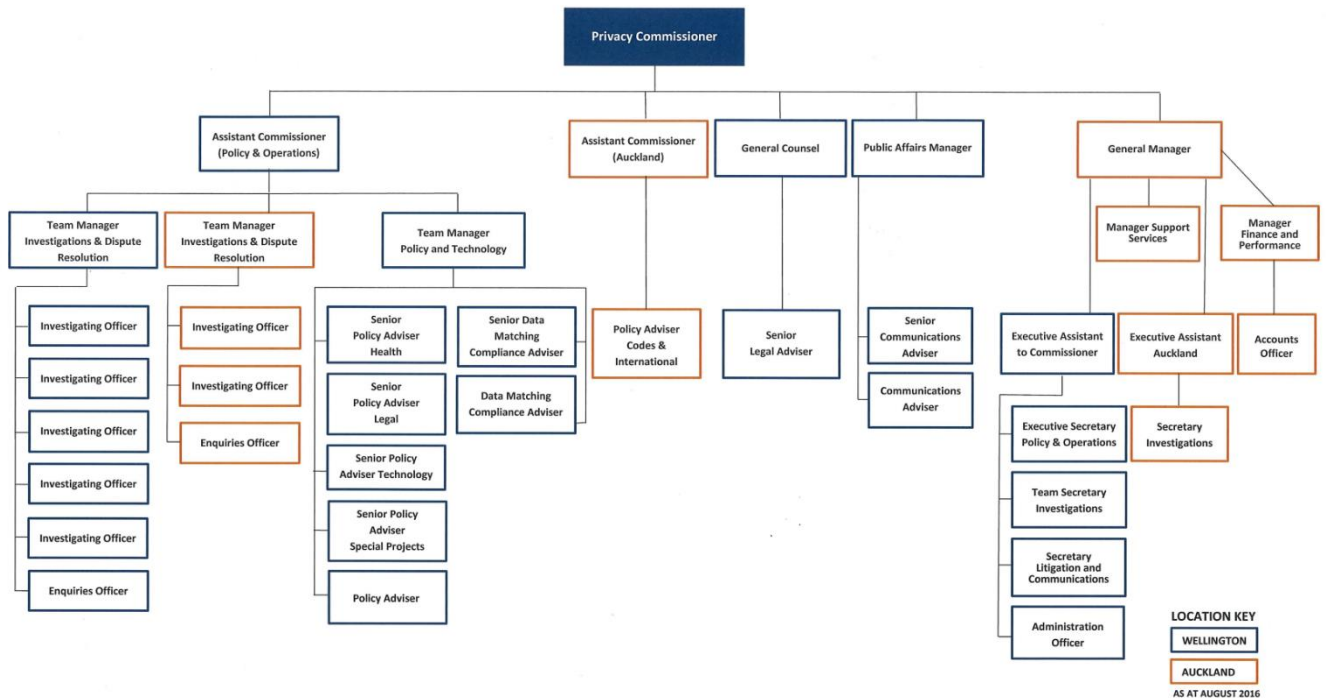 Privacy Commissioner
Assistant Commissioner
(Policy & Operations)
Assistant Commissioner
(Auckland)
General Counsel
Public Affairs Manager
General Manager
Team Manager
Investigations & Dispute
Resolution
Team Manager
Investigations & Dispute
Resolution
Team Manager
Policy and Technology
Manager Support
Services
Manager
Finance and
Performance
Investigating Officer
Investigating Officer
Investigating Officer
Investigating Officer
Investigating Officer
Enquiries Officer
Investigating Officer
Investigating Officer
Enquiries Officer
Senior
Policy Adviser
Health
Senior
Policy Adviser
Legal
Senior Policy
Adviser Technology
Senior Policy
Adviser
Special Projects
Policy Adviser
Senior Data
Matching
Compliance Adviser
Data Matching
Compliance Adviser
Policy Adviser
Codes &
International
Senior
Legal Adviser
Senior
Communications
Adviser
Communications
Adviser
Executive Assistant
to Commissioner
Executive Assistant
Auckland
Accounts
Officer
Executive Secretary
Policy & Operations
Team Secretary
Investigations
Secretary
Litigation and
Communications
Administration
Officer
Secretary
Investigations
LOCATION KEY
WELLINGTON
AUCKLAND
AS AT AUGUST 2016